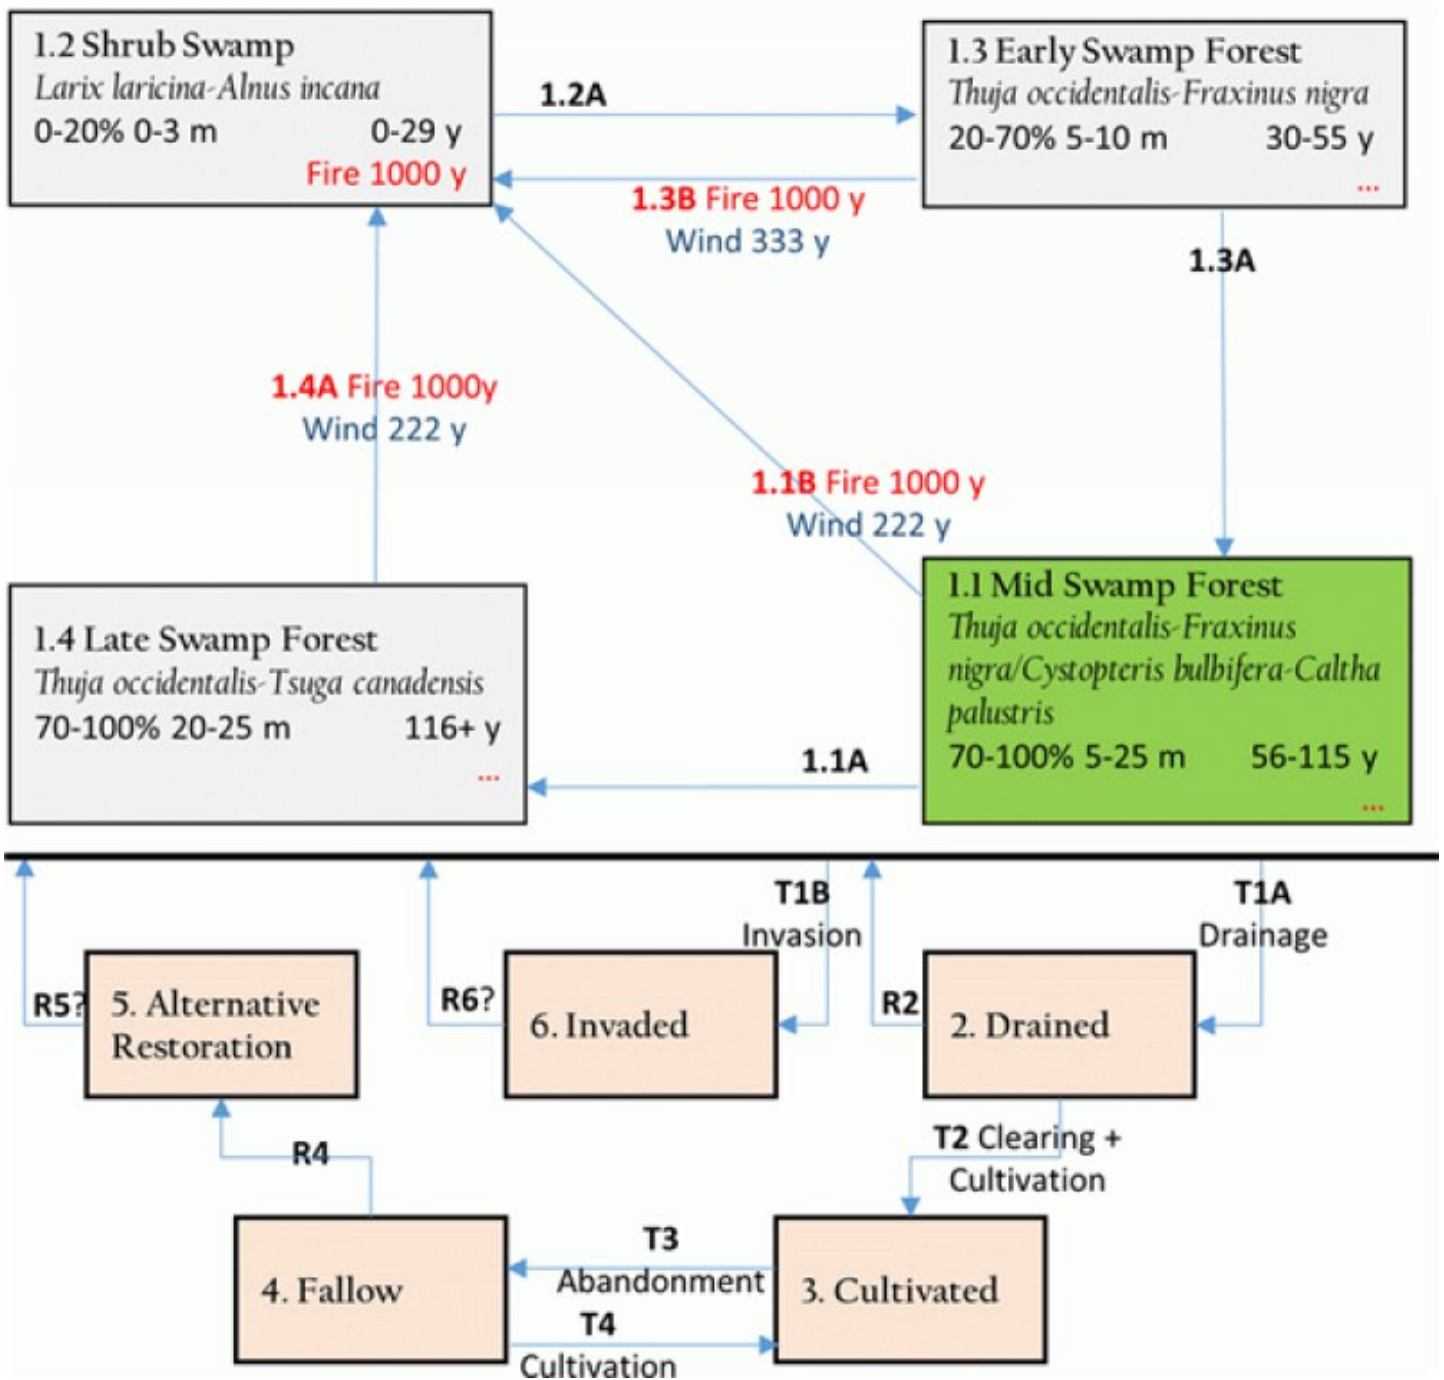 1.2 Shrub Swamp
Larix laricina-Alnus incana
0-20% 0-3 m 0-29 y
Fire 1000 y
1.2A
1.3 Early Swamp Forest
Thuja occidentalis-Fraxinus nigra
20-70% 5-10 m 30-55 y
...
1.3B Fire 1000 y
Wind 333 y
1.3A
1.4A Fire 1000y
Wind 222 y
1.1B Fire 1000 y
Wind 222 y
1.4 Late Swamp Forest
Thuja occidentalis-Tsuga canadensis
70-100% 20-25 m 116+ y
...
1.1A
1.1 Mid Swamp Forest
Thuja occidentalis-Fraxinus
nigra/Cystopteris bulbifera-Caltha
palustris
70-100% 5-25 m 56-115 y
...
T1B
Invasion
T1A
Drainage
R5?
5. Alternative
Restoration
R6?
6. Invaded
R2
2. Drained
T2 Clearing +
Cultivation
R4
4. Fallow
T3
Abandonment
T4
Cultivation
3. Cultivated